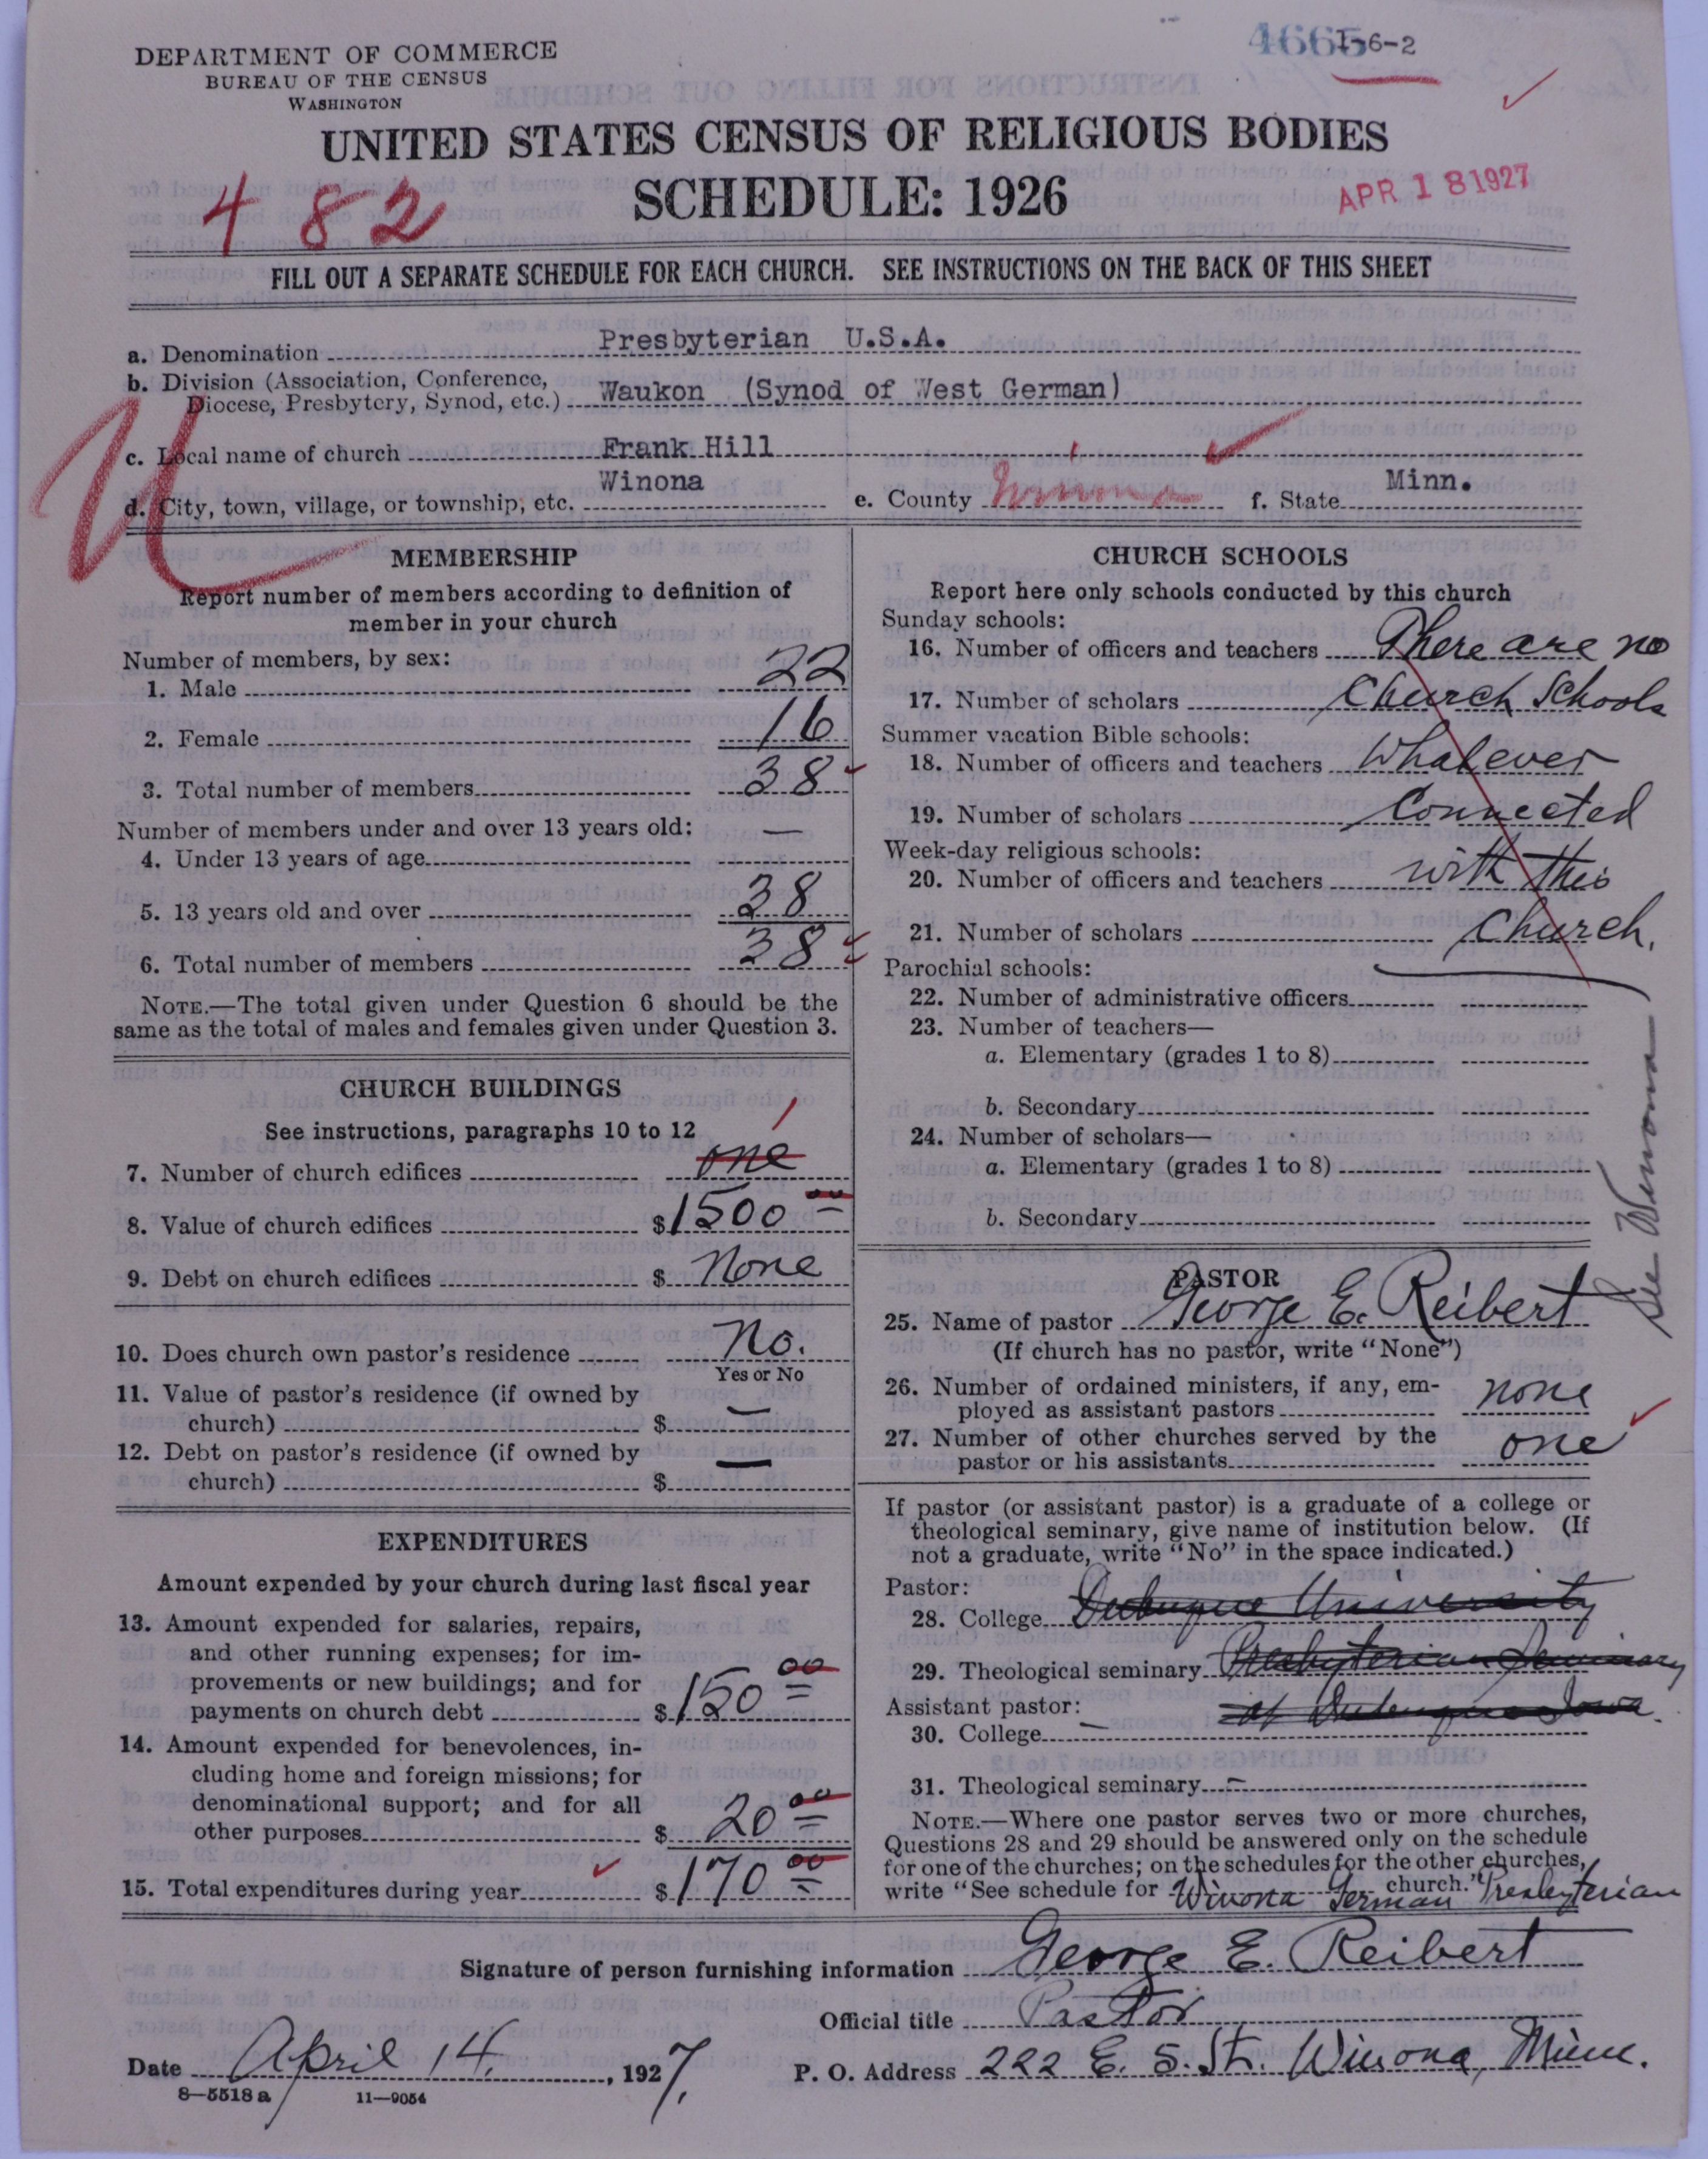 DEPARTMENT OF COMMERCE
BUREAU OF THE CENSUS
WASHINGTON
4665
I-6-2
UNITED STATES CENSUS OF RELIGIOUS BODIES
SCHEDULE: 1926
482
APR 18 1927
FILL OUT A SEPARATE SCHEDULE FOR EACH CHURCH. SEE INSTRUCTIONS ON THE BACK OF THIS SHEET
a. Denomination Presbyterian U.S.A.
b. Division (Association, Conference, Diocese, Presbytery, Synod, etc.) Waukon (Synod of West German)
c. Local name of church Frank Hill
d. City, town, village, or township, etc. Winona e. County Winona f. State Minn.
U
MEMBERSHIP
Report number of members according to definition of
member in your church
Number of members, by sex:
1. Male 22
2. Female 16
3. Total number of members 38
Number of members under and over 13 years old:
4. Under 13 years of age —
5. 13 years old and over 38
6. Total number of members 38
NOTE.—The total given under Question 6 should be the
same as the total of males and females given under Question 3.
CHURCH BUILDINGS
See instructions, paragraphs 10 to 12
7. Number of church edifices one 1
8. Value of church edifices $1500 00
9. Debt on church edifices $ None
10. Does church own pastor's residence No.
Yes or No
11. Value of pastor's residence (if owned by
church) $ —
12. Debt on pastor's residence (if owned by
church) $ —
EXPENDITURES
Amount expended by your church during last fiscal year
13. Amount expended for salaries, repairs,
and other running expenses; for im-
provements or new buildings; and for
payments on church debt $150 00
14. Amount expended for benevolences, in-
cluding home and foreign missions; for
denominational support; and for all
other purposes $ 20 00
15. Total expenditures during year $170 00
CHURCH SCHOOLS
Report here only schools conducted by this church
Sunday schools:
16. Number of officers and teachers There are no
17. Number of scholars Church Schools
Summer vacation Bible schools:
18. Number of officers and teachers Whatever
19. Number of scholars Connected
Week-day religious schools:
20. Number of officers and teachers with this
21. Number of scholars Church.
Parochial schools:
22. Number of administrative officers
23. Number of teachers—
a. Elementary (grades 1 to 8)
b. Secondary
24. Number of scholars—
a. Elementary (grades 1 to 8)
b. Secondary
See Winona
PASTOR
25. Name of pastor George E. Reibert
(If church has no pastor, write "None")
26. Number of ordained ministers, if any, em-
ployed as assistant pastors none
27. Number of other churches served by the
pastor or his assistants one
If pastor (or assistant pastor) is a graduate of a college or
theological seminary, give name of institution below. (If
not a graduate, write "No" in the space indicated.)
Pastor:
28. College Dubuque University
29. Theological seminary Presbyterian Seminary
Assistant pastor: at Dubuque Iowa.
30. College —
31. Theological seminary —
NOTE.—Where one pastor serves two or more churches,
Questions 28 and 29 should be answered only on the schedule
for one of the churches; on the schedules for the other churches,
write "See schedule for Winona German Presbyterian church."
Signature of person furnishing information George E. Reibert
Official title Pastor
Date April 14, 1927. P. O. Address 222 E. 5. St. Winona, Minn.
8—5518 a 11—9054